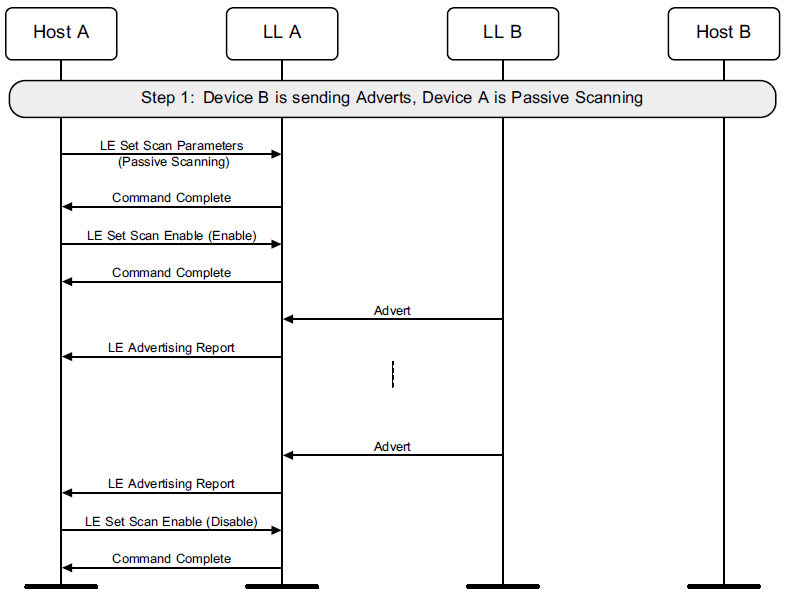 Host A
LL A
LL B
Host B
Step 1: Device B is sending Adverts, Device A is Passive Scanning
LE Set Scan Parameters
(Passive Scanning)
Command Complete
LE Set Scan Enable (Enable)
Command Complete
Advert
LE Advertising Report
Advert
LE Advertising Report
LE Set Scan Enable (Disable)
Command Complete